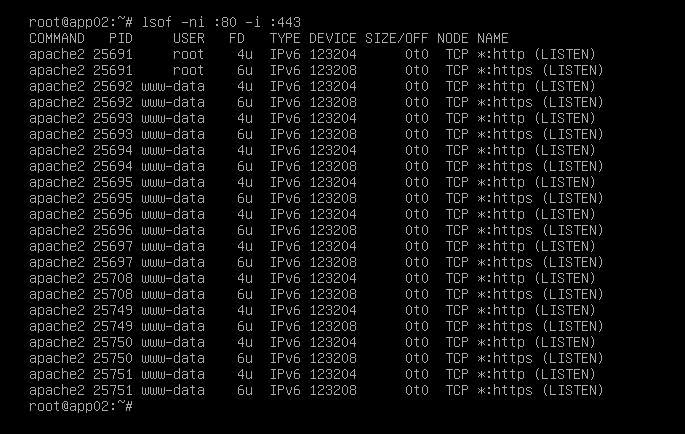 root@app02:~# lsof -ni :80 -i :443
COMMAND   PID     USER   FD   TYPE DEVICE SIZE/OFF NODE NAME
apache2 25691     root    4u  IPv6 123204      0t0  TCP *:http (LISTEN)
apache2 25691     root    6u  IPv6 123208      0t0  TCP *:https (LISTEN)
apache2 25692 www-data    4u  IPv6 123204      0t0  TCP *:http (LISTEN)
apache2 25692 www-data    6u  IPv6 123208      0t0  TCP *:https (LISTEN)
apache2 25693 www-data    4u  IPv6 123204      0t0  TCP *:http (LISTEN)
apache2 25693 www-data    6u  IPv6 123208      0t0  TCP *:https (LISTEN)
apache2 25694 www-data    4u  IPv6 123204      0t0  TCP *:http (LISTEN)
apache2 25694 www-data    6u  IPv6 123208      0t0  TCP *:https (LISTEN)
apache2 25695 www-data    4u  IPv6 123204      0t0  TCP *:http (LISTEN)
apache2 25695 www-data    6u  IPv6 123208      0t0  TCP *:https (LISTEN)
apache2 25696 www-data    4u  IPv6 123204      0t0  TCP *:http (LISTEN)
apache2 25696 www-data    6u  IPv6 123208      0t0  TCP *:https (LISTEN)
apache2 25697 www-data    4u  IPv6 123204      0t0  TCP *:http (LISTEN)
apache2 25697 www-data    6u  IPv6 123208      0t0  TCP *:https (LISTEN)
apache2 25708 www-data    4u  IPv6 123204      0t0  TCP *:http (LISTEN)
apache2 25708 www-data    6u  IPv6 123208      0t0  TCP *:https (LISTEN)
apache2 25749 www-data    4u  IPv6 123204      0t0  TCP *:http (LISTEN)
apache2 25749 www-data    6u  IPv6 123208      0t0  TCP *:https (LISTEN)
apache2 25750 www-data    4u  IPv6 123204      0t0  TCP *:http (LISTEN)
apache2 25750 www-data    6u  IPv6 123208      0t0  TCP *:https (LISTEN)
apache2 25751 www-data    4u  IPv6 123204      0t0  TCP *:http (LISTEN)
apache2 25751 www-data    6u  IPv6 123208      0t0  TCP *:https (LISTEN)
root@app02:~#